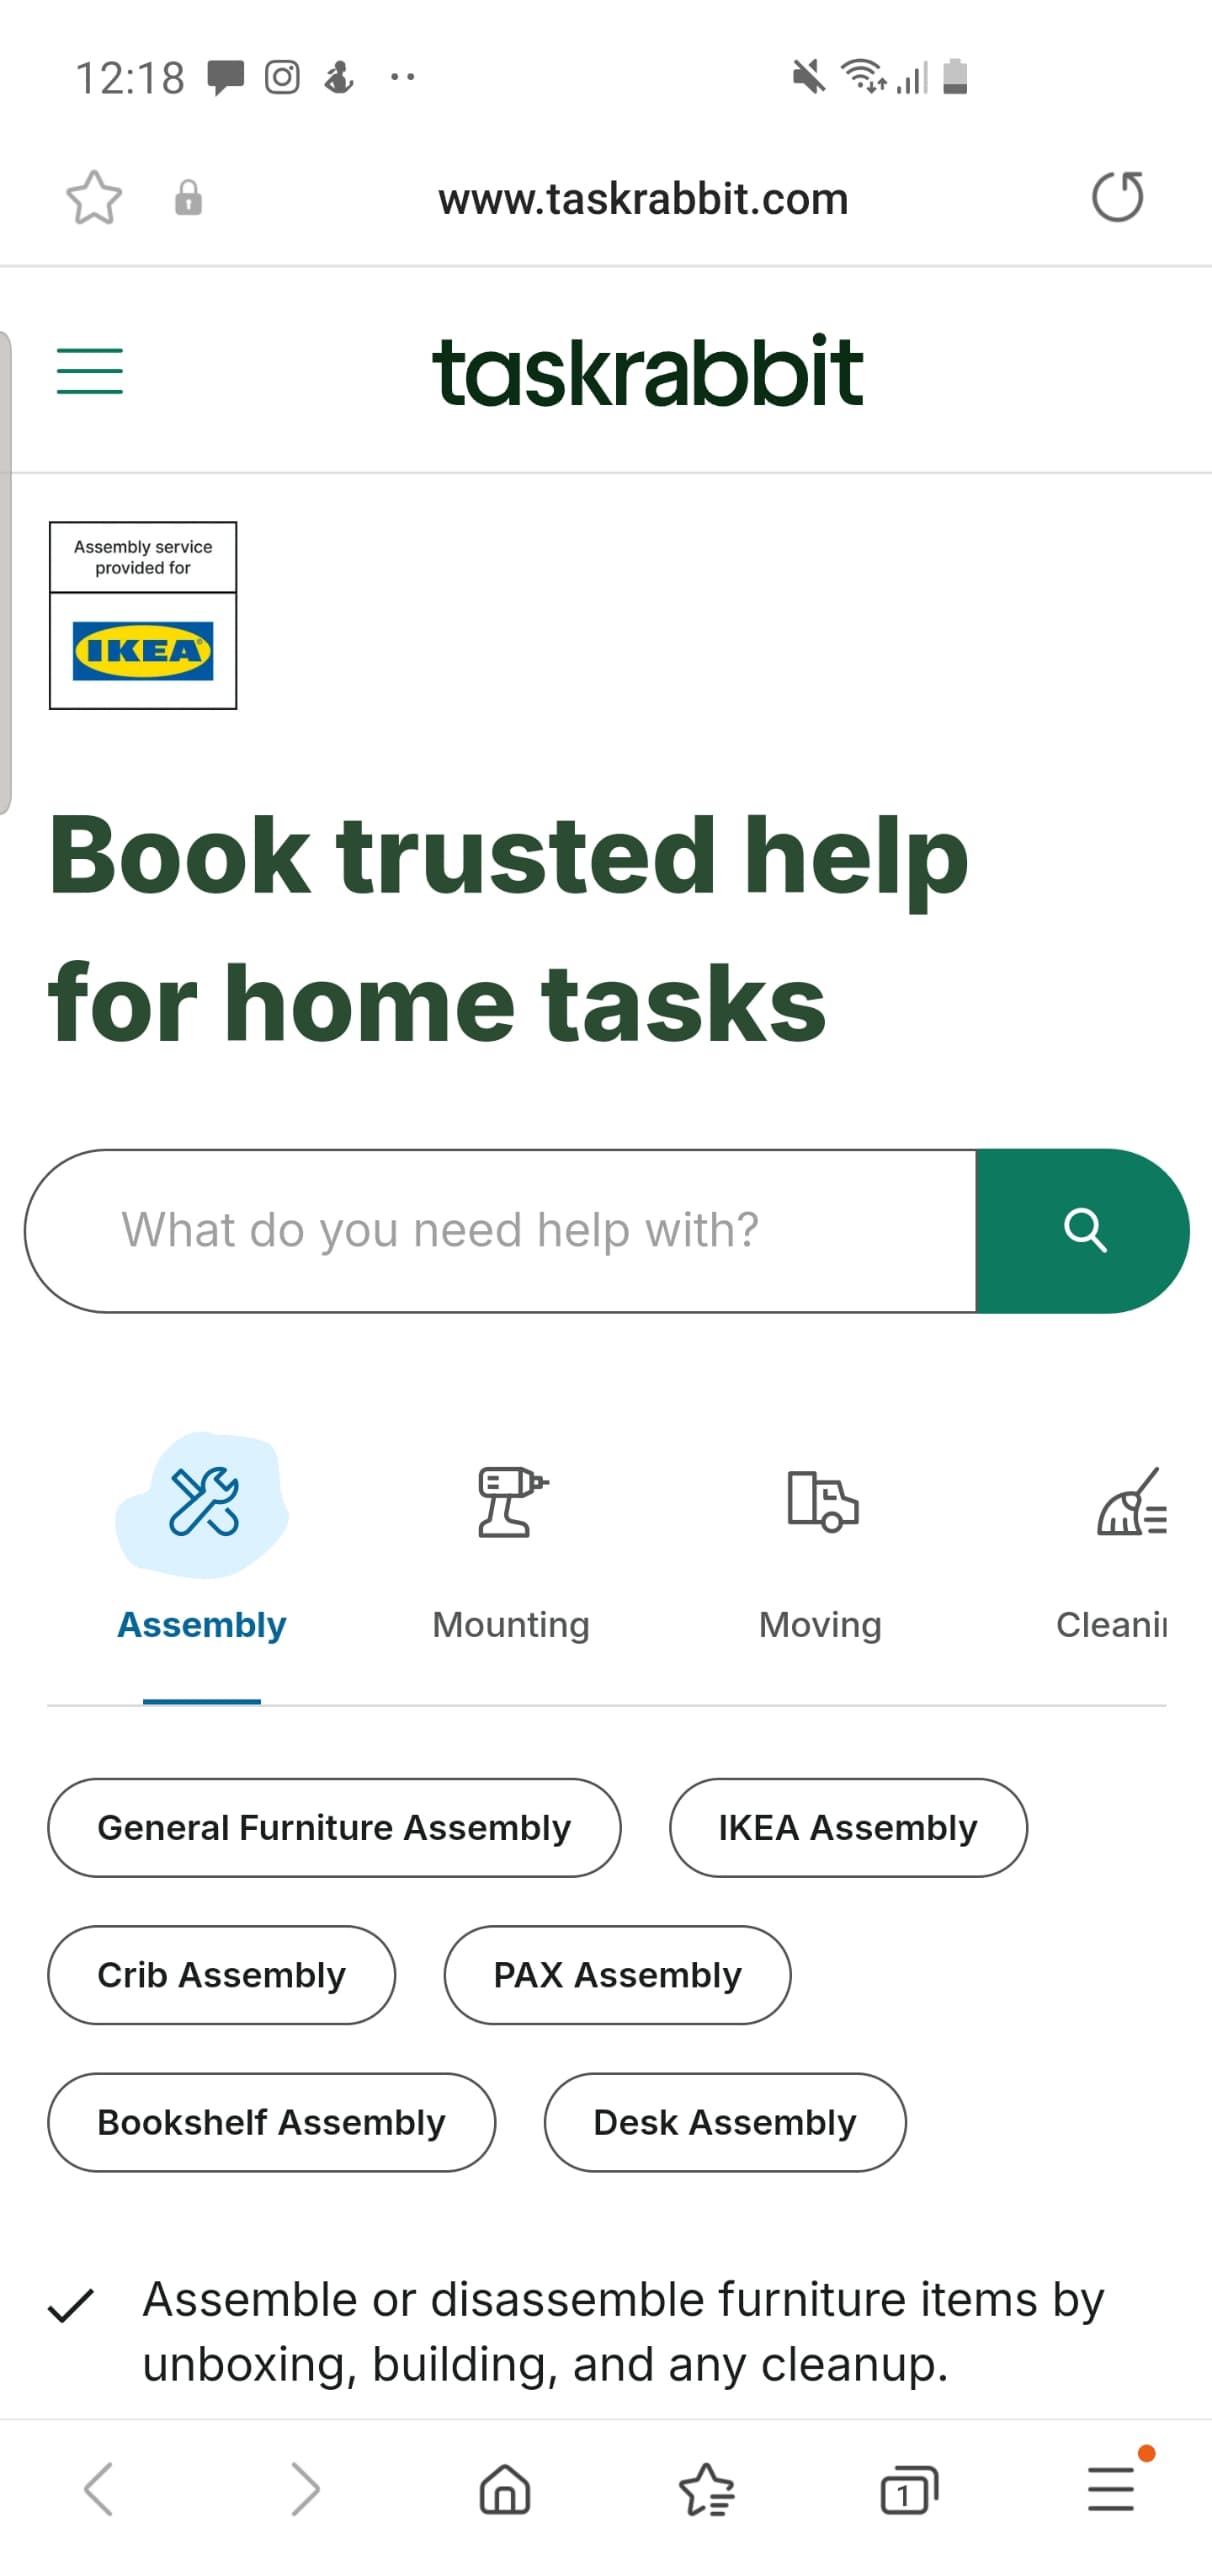 12:18
www.taskrabbit.com
taskrabbit
Assembly service
provided for
IKEA
Book trusted help
for home tasks
What do you need help with?
Assembly
Mounting
Moving
General Furniture Assembly
IKEA Assembly
Crib Assembly
PAX Assembly
Bookshelf Assembly
Desk Assembly
Assemble or disassemble furniture items by
unboxing, building, and any cleanup.
1